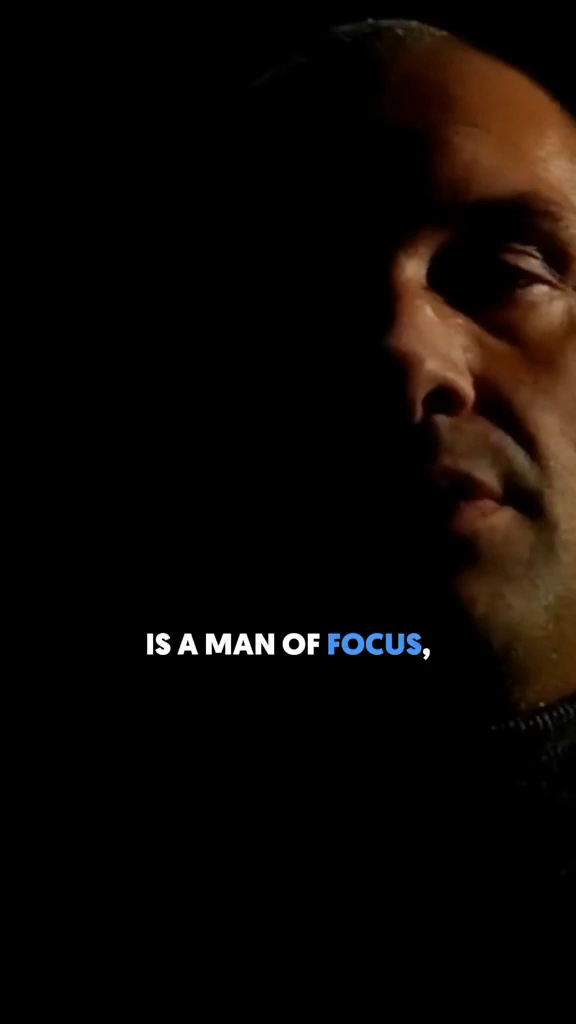 IS A MAN OF FOCUS,